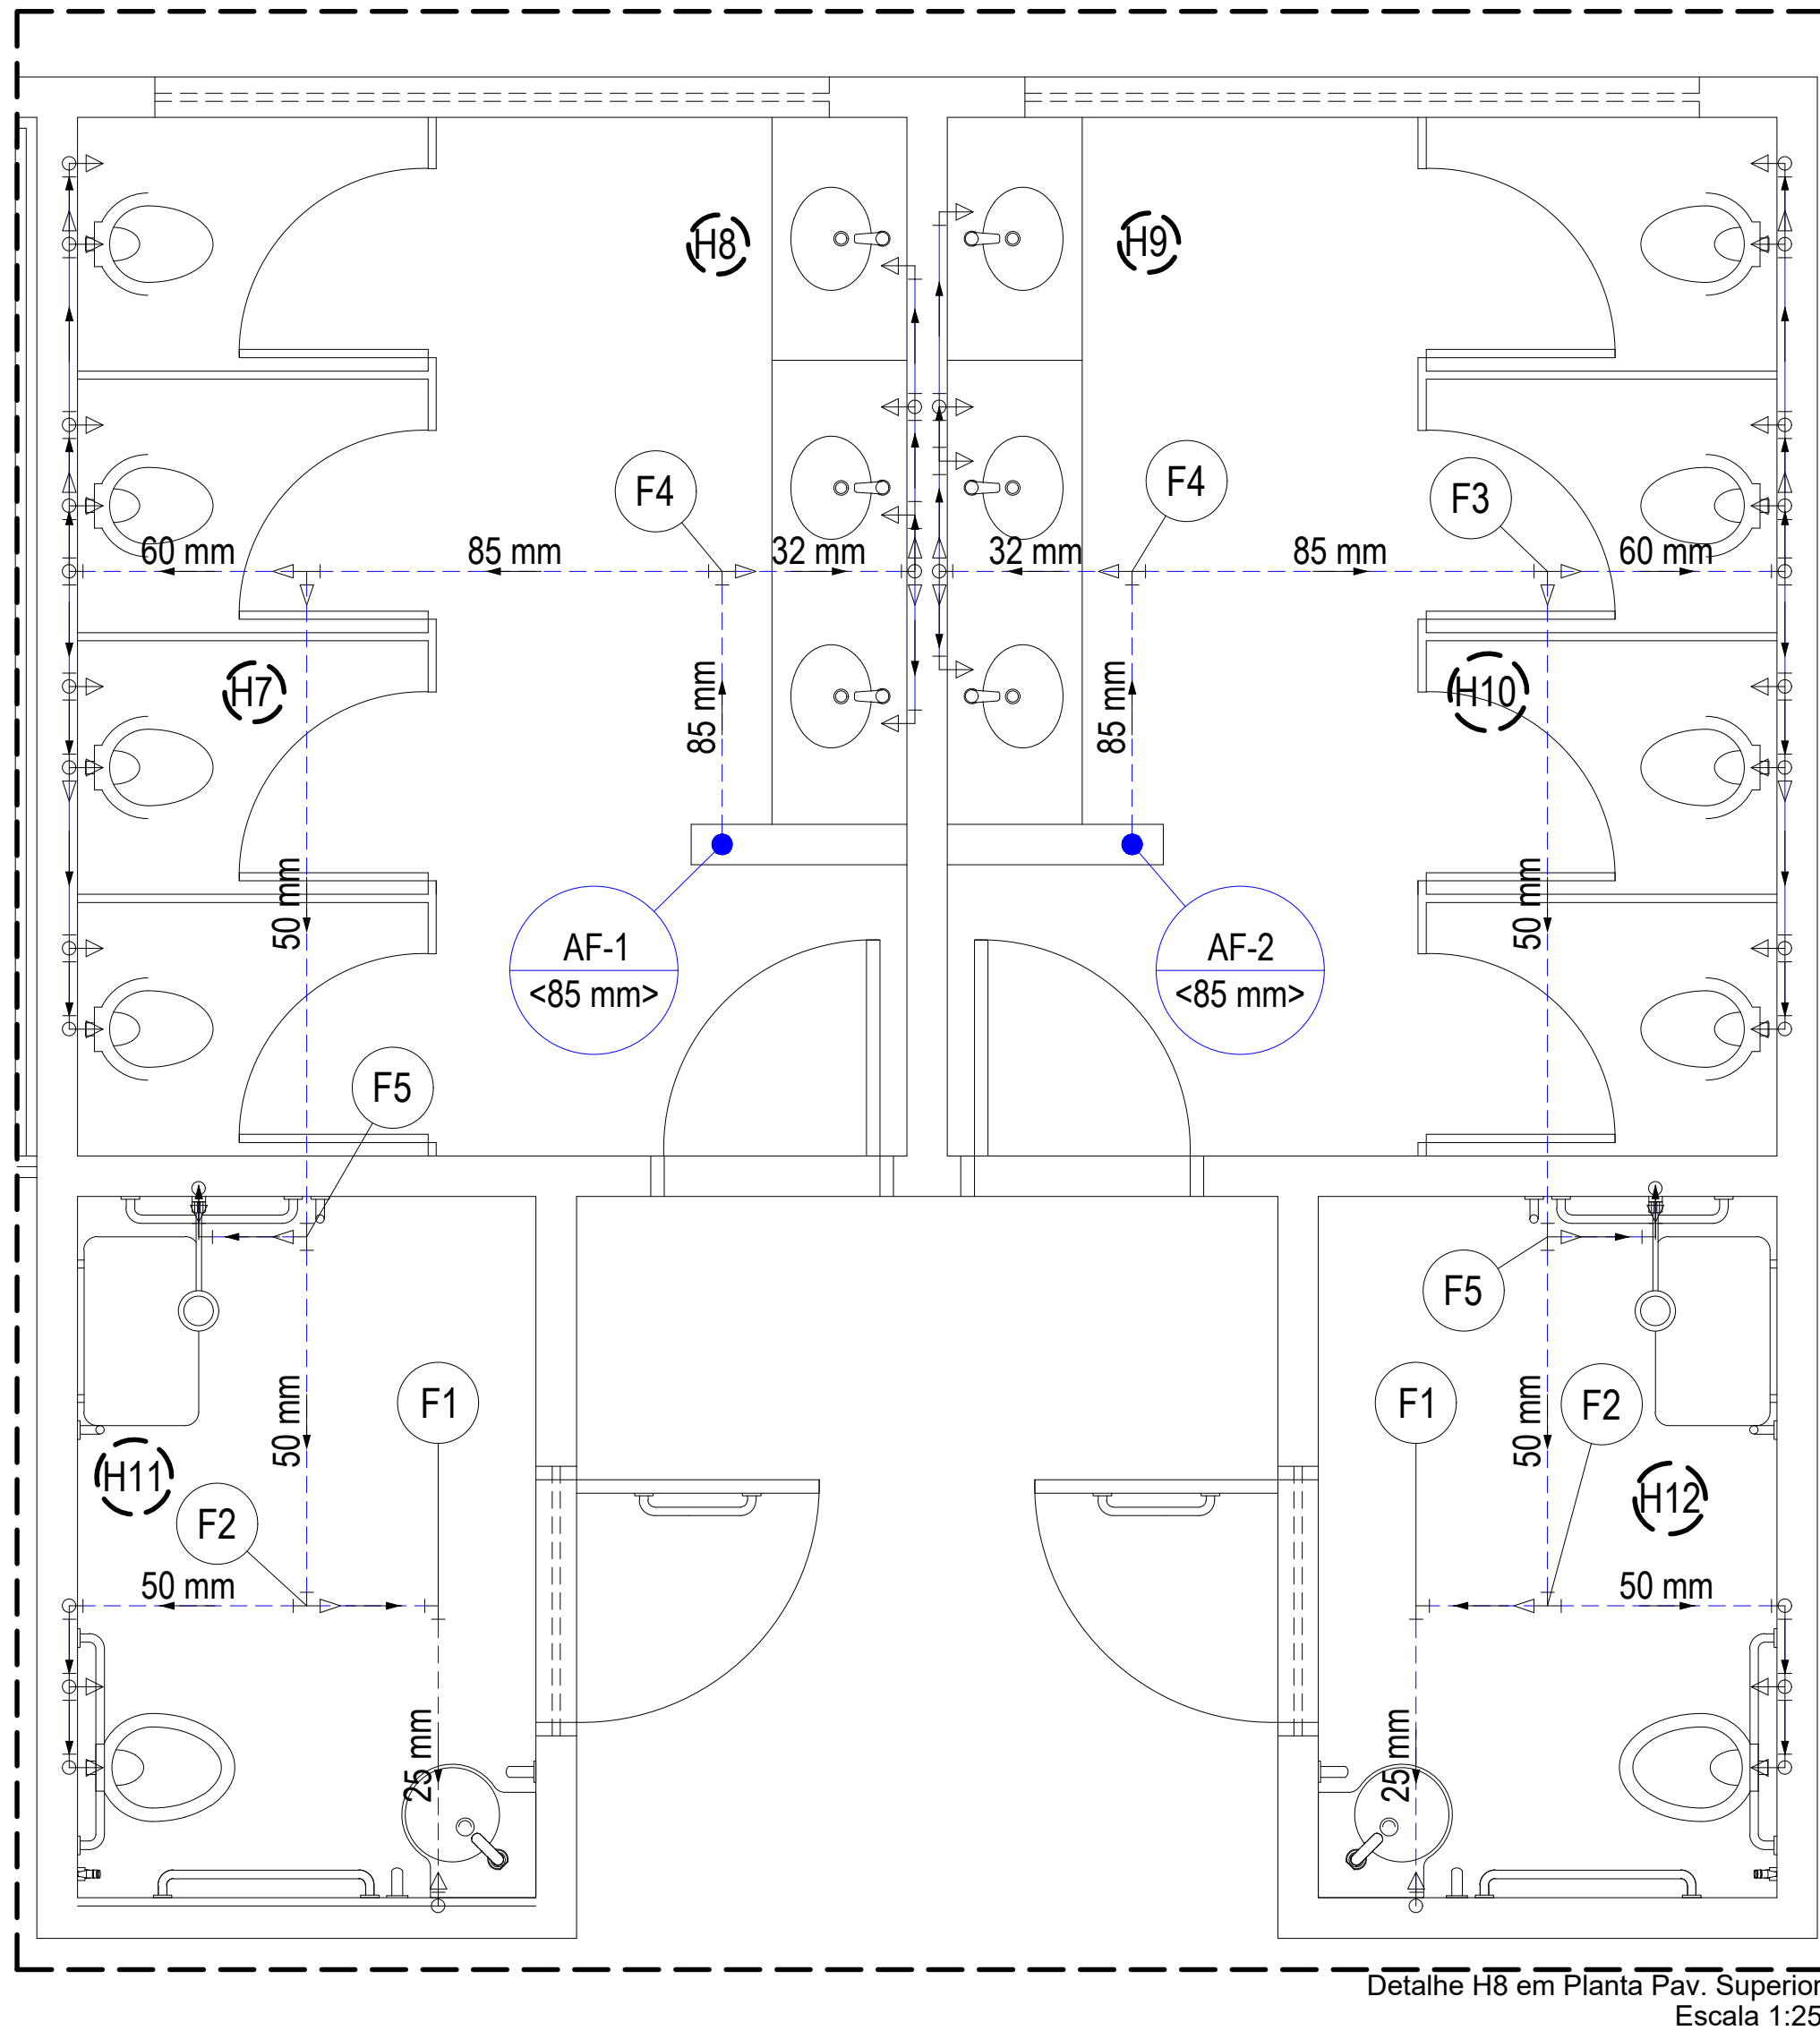 H8
H9
F4
F4
F3
60 mm
85 mm
32 mm
32 mm
85 mm
60 mm
H7
85 mm
85 mm
H10
50 mm
AF-1
<85 mm>
AF-2
<85 mm>
50 mm
F5
F5
F1
F1
F2
50 mm
50 mm
H11
H12
F2
50 mm
50 mm
25 mm
25 mm
Detalhe H8 em Planta Pav. Superior
Escala 1:25